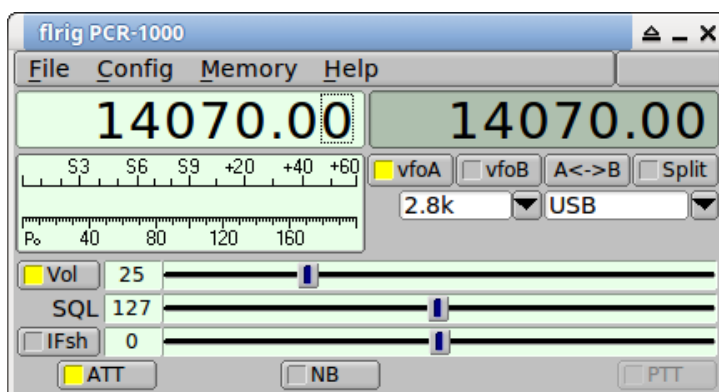 flrig PCR-1000
File Config Memory Help
14070.00 14070.00
S3 S6 S9 +20 +40 +60
vfoA vfoB A<->B Split
2.8k USB
Po 40 80 120 160
Vol 25
SQL 127
IFsh 0
ATT NB PTT